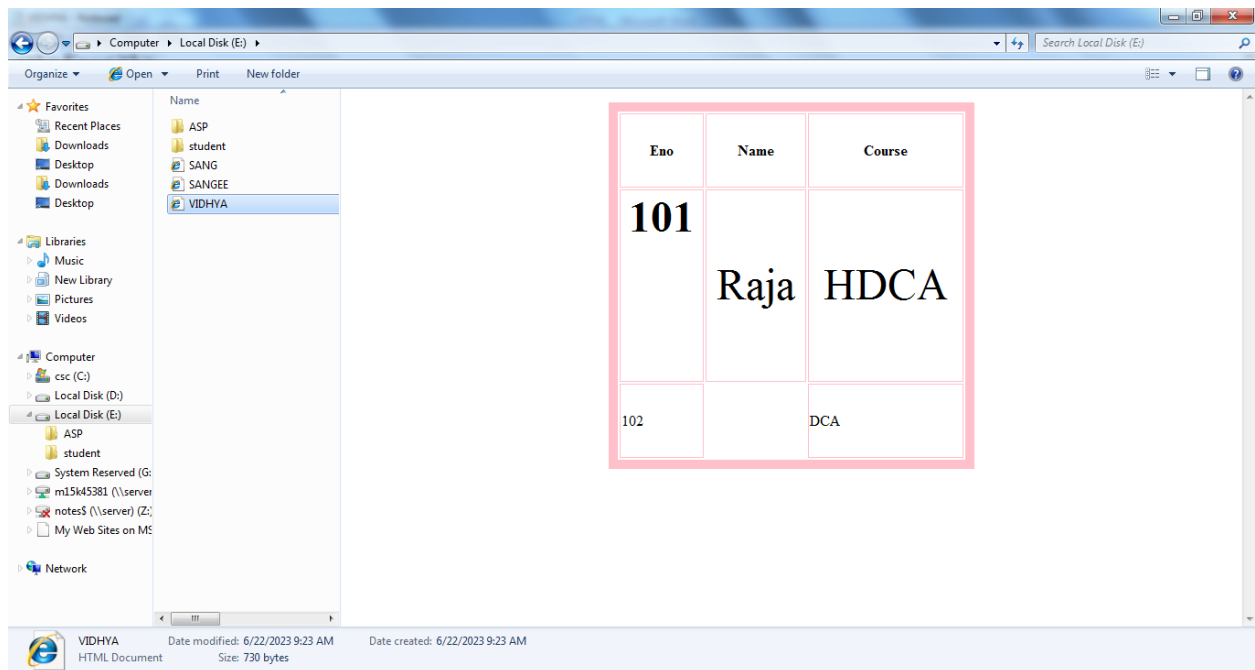 Computer Local Disk (E:) Search Local Disk (E:)
Organize Open Print New folder
Favorites
Recent Places
Downloads
Desktop
Downloads
Desktop
Libraries
Music
New Library
Pictures
Videos
Computer
csc (C:)
Local Disk (D:)
Local Disk (E:)
ASP
student
System Reserved (G:
m15k45381 (\\server
notes$ (\\server) (Z:)
My Web Sites on MS
Network
Name
ASP
student
SANG
SANGEE
VIDHYA
Eno Name Course
101 Raja HDCA
102 DCA
VIDHYA Date modified: 6/22/2023 9:23 AM Date created: 6/22/2023 9:23 AM
HTML Document Size: 730 bytes